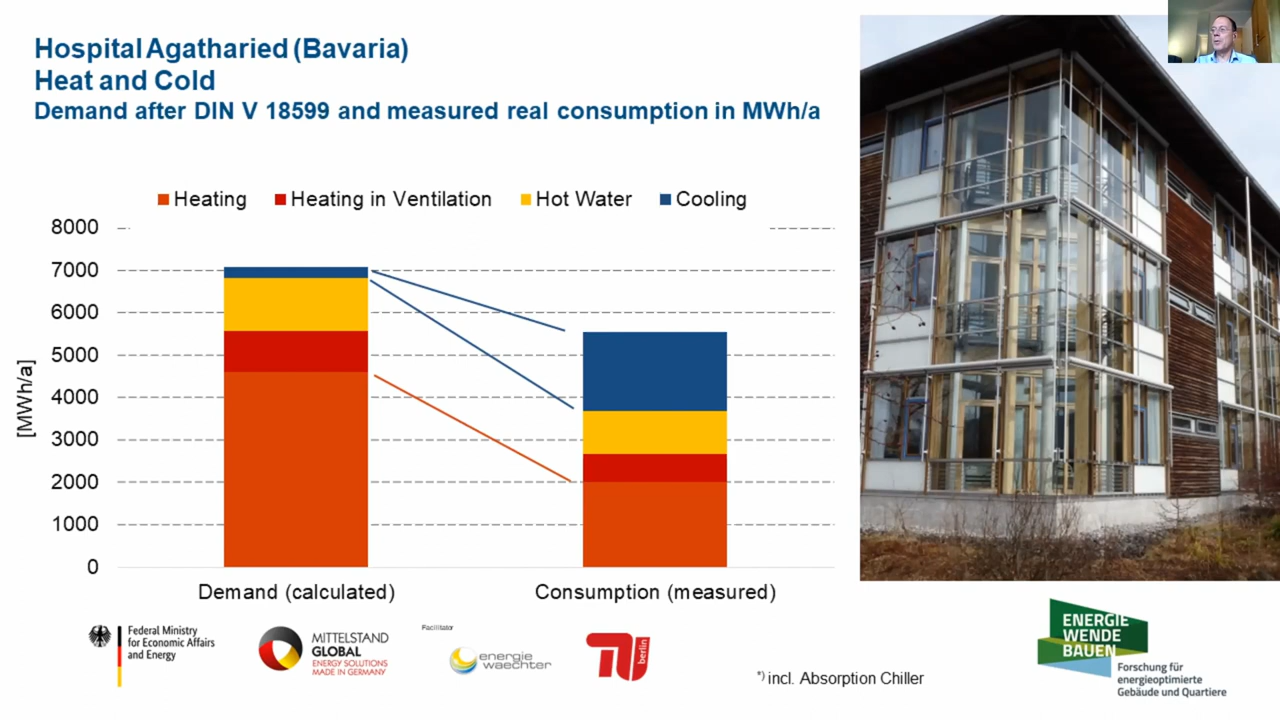 Hospital Agatharied (Bavaria)
Heat and Cold
Demand after DIN V 18599 and measured real consumption in MWh/a
Heating Heating in Ventilation Hot Water Cooling
8000
7000
6000
5000
4000
3000
2000
1000
0
[MWh/a]
Demand (calculated) Consumption (measured)
Federal Ministry
for Economic Affairs
and Energy
MITTELSTAND
GLOBAL
ENERGY SOLUTIONS
MADE IN GERMANY
Facilitator
energie
waechter
berlin
*) incl. Absorption Chiller
ENERGIE
WENDE
BAUEN
Forschung für
energieoptimierte
Gebäude und Quartiere